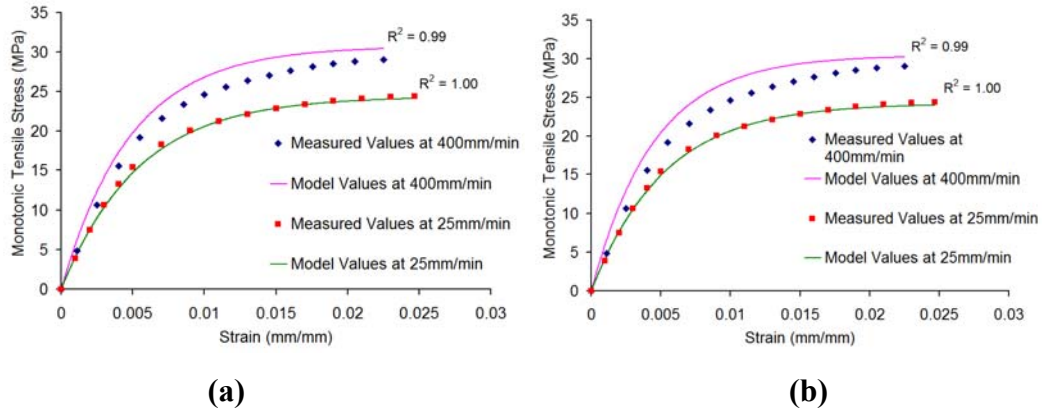 35
30
25
20
15
10
5
0
Monotonic Tensile Stress (MPa)
R² = 0.99
R² = 1.00
Measured Values at 400mm/min
Model Values at 400mm/min
Measured Values at 25mm/min
Model Values at 25mm/min
0 0.005 0.01 0.015 0.02 0.025 0.03
Strain (mm/mm)
(a)
35
30
25
20
15
10
5
0
Monotonic Tensile Stress (MPa)
R² = 0.99
R² = 1.00
Measured Values at
400mm/min
Model Values at 400mm/min
Measured Values at 25mm/min
Model Values at 25mm/min
0 0.005 0.01 0.015 0.02 0.025 0.03
Strain (mm/mm)
(b)